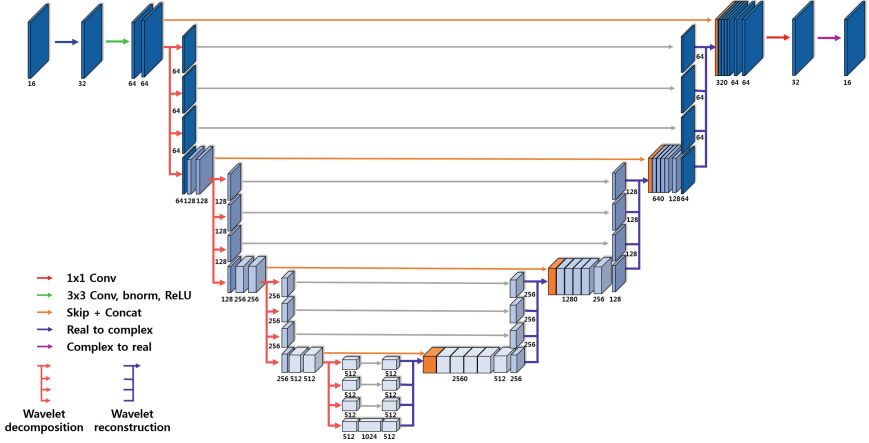 16
32
64 64
320 64 64
32
16
64
64
64
64
64
64
64 128 128
640 128 64
128
128
128
128
128
128
128 256 256
1280 256 128
256
256
256
256
256
256
256 512 512
2560 512 256
512 512
512 512
512 512
512 1024 512
1x1 Conv
3x3 Conv, bnorm, ReLU
Skip + Concat
Real to complex
Complex to real
Wavelet
decomposition
Wavelet
reconstruction